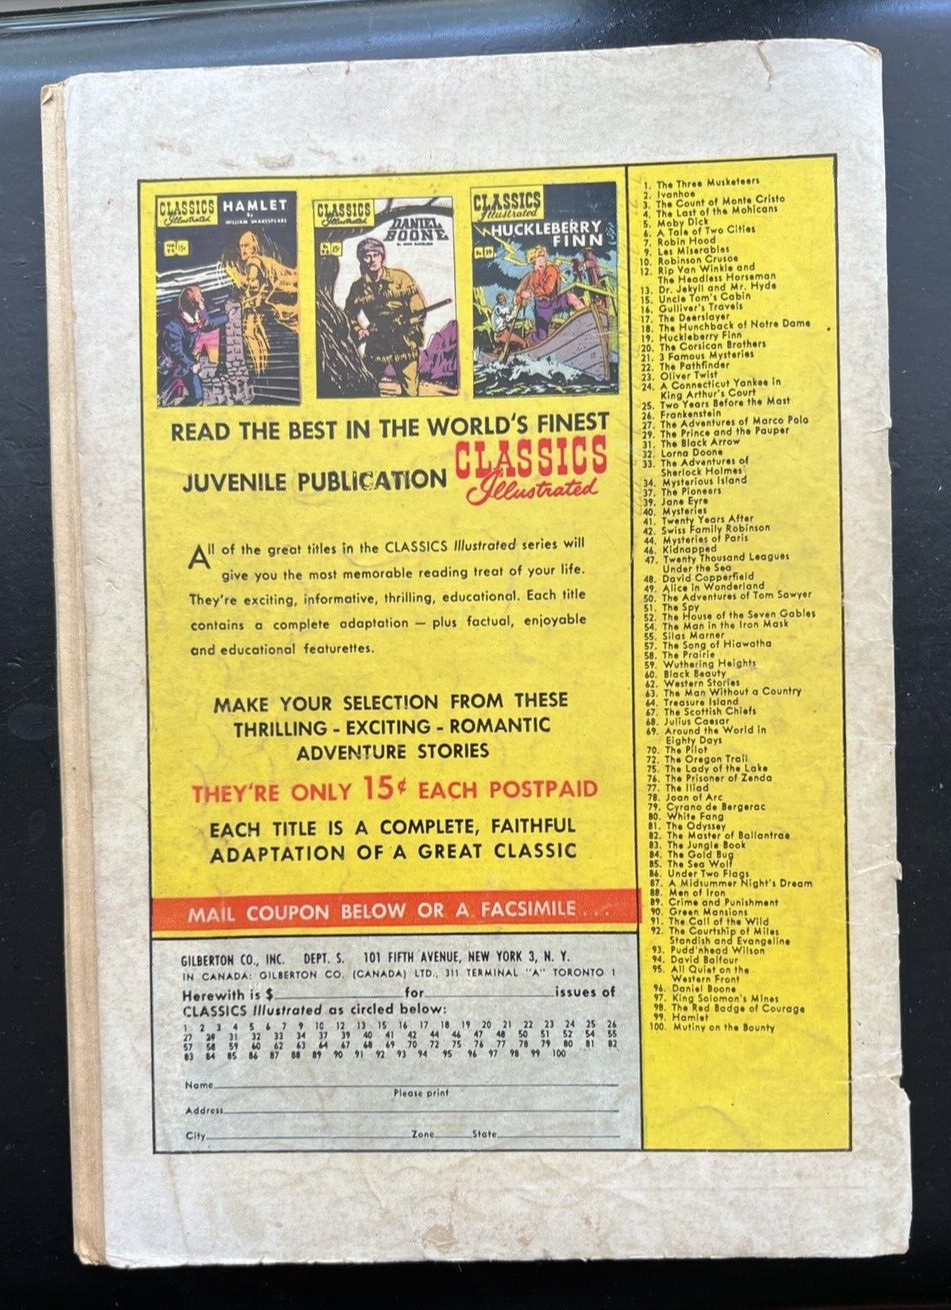 CLASSICS Illustrated
HAMLET
by
WILLIAM SHAKESPEARE
15¢
CLASSICS Illustrated
DANIEL
BOONE
15¢
CLASSICS Illustrated
HUCKLEBERRY
FINN
No. 19
READ THE BEST IN THE WORLD'S FINEST
JUVENILE PUBLICATION CLASSICS Illustrated
All of the great titles in the CLASSICS Illustrated series will
give you the most memorable reading treat of your life.
They're exciting, informative, thrilling, educational. Each title
contains a complete adaptation — plus factual, enjoyable
and educational featurettes.
MAKE YOUR SELECTION FROM THESE
THRILLING - EXCITING - ROMANTIC
ADVENTURE STORIES
THEY'RE ONLY 15¢ EACH POSTPAID
EACH TITLE IS A COMPLETE, FAITHFUL
ADAPTATION OF A GREAT CLASSIC
MAIL COUPON BELOW OR A FACSIMILE . . .
GILBERTON CO., INC. DEPT. S. 101 FIFTH AVENUE, NEW YORK 3, N. Y.
IN CANADA: GILBERTON CO. (CANADA) LTD., 311 TERMINAL "A" TORONTO 1
Herewith is $ for issues of
CLASSICS Illustrated as circled below:
1 2 3 4 5 6 7 9 10 12 13 15 16 17 18 19 20 21 22 23 24 25 26
27 29 31 32 33 34 37 39 40 41 42 44 46 47 48 49 50 51 52 54 55
57 58 59 60 62 63 64 67 68 69 70 72 75 76 77 78 79 80 81 82
83 84 85 86 87 88 89 90 91 92 93 94 95 96 97 98 99 100
Name
Please print
Address
City Zone State
1. The Three Musketeers
2. Ivanhoe
3. The Count of Monte Cristo
4. The Last of the Mohicans
5. Moby Dick
6. A Tale of Two Cities
7. Robin Hood
9. Les Miserables
10. Robinson Crusoe
12. Rip Van Winkle and
The Headless Horseman
13. Dr. Jekyll and Mr. Hyde
15. Uncle Tom's Cabin
16. Gulliver's Travels
17. The Deerslayer
18. The Hunchback of Notre Dame
19. Huckleberry Finn
20. The Corsican Brothers
21. 3 Famous Mysteries
22. The Pathfinder
23. Oliver Twist
24. A Connecticut Yankee in
King Arthur's Court
25. Two Years Before the Mast
26. Frankenstein
27. The Adventures of Marco Polo
29. The Prince and the Pauper
31. The Black Arrow
32. Lorna Doone
33. The Adventures of
Sherlock Holmes
34. Mysterious Island
37. The Pioneers
39. Jane Eyre
40. Mysteries
41. Twenty Years After
42. Swiss Family Robinson
44. Mysteries of Paris
46. Kidnapped
47. Twenty Thousand Leagues
Under the Sea
48. David Copperfield
49. Alice in Wonderland
50. The Adventures of Tom Sawyer
51. The Spy
52. The House of the Seven Gables
54. The Man in the Iron Mask
55. Silas Marner
57. The Song of Hiawatha
58. The Prairie
59. Wuthering Heights
60. Black Beauty
62. Western Stories
63. The Man Without a Country
64. Treasure Island
67. The Scottish Chiefs
68. Julius Caesar
69. Around the World in
Eighty Days
70. The Pilot
72. The Oregon Trail
75. The Lady of the Lake
76. The Prisoner of Zenda
77. The Iliad
78. Joan of Arc
79. Cyrano de Bergerac
80. White Fang
81. The Odyssey
82. The Master of Ballantrae
83. The Jungle Book
84. The Gold Bug
85. The Sea Wolf
86. Under Two Flags
87. A Midsummer Night's Dream
88. Men of Iron
89. Crime and Punishment
90. Green Mansions
91. The Call of the Wild
92. The Courtship of Miles
Standish and Evangeline
93. Pudd'nhead Wilson
94. David Balfour
95. All Quiet on the
Western Front
96. Daniel Boone
97. King Solomon's Mines
98. The Red Badge of Courage
99. Hamlet
100. Mutiny on the Bounty